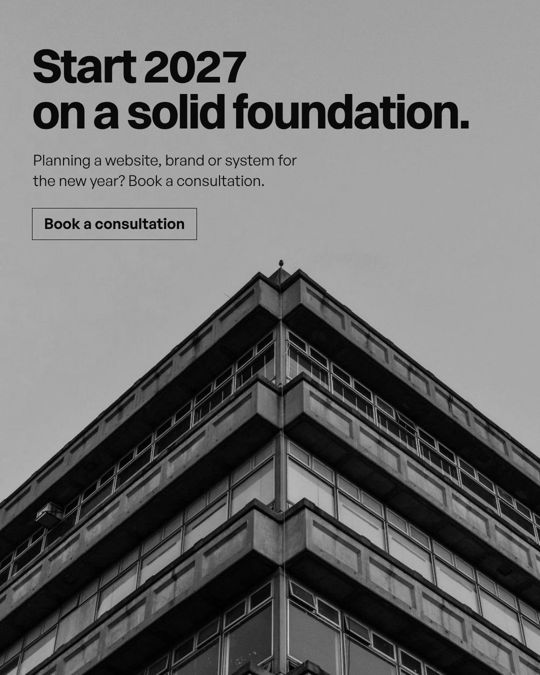 Start 2027
on a solid foundation.
Planning a website, brand or system for
the new year? Book a consultation.
Book a consultation